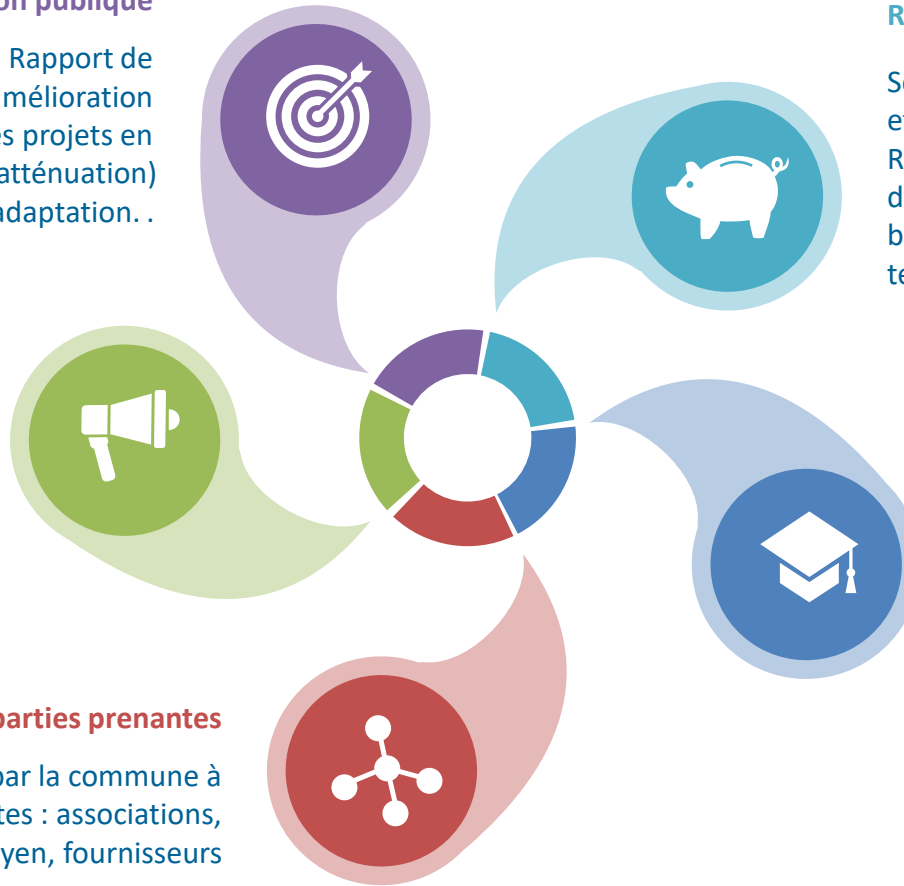 on publique
Rapport de
mélioration
es projets en
atténuation)
adaptation. .
R
S
et
R
d
b
te
parties prenantes
par la commune à
tes : associations,
yen, fournisseurs